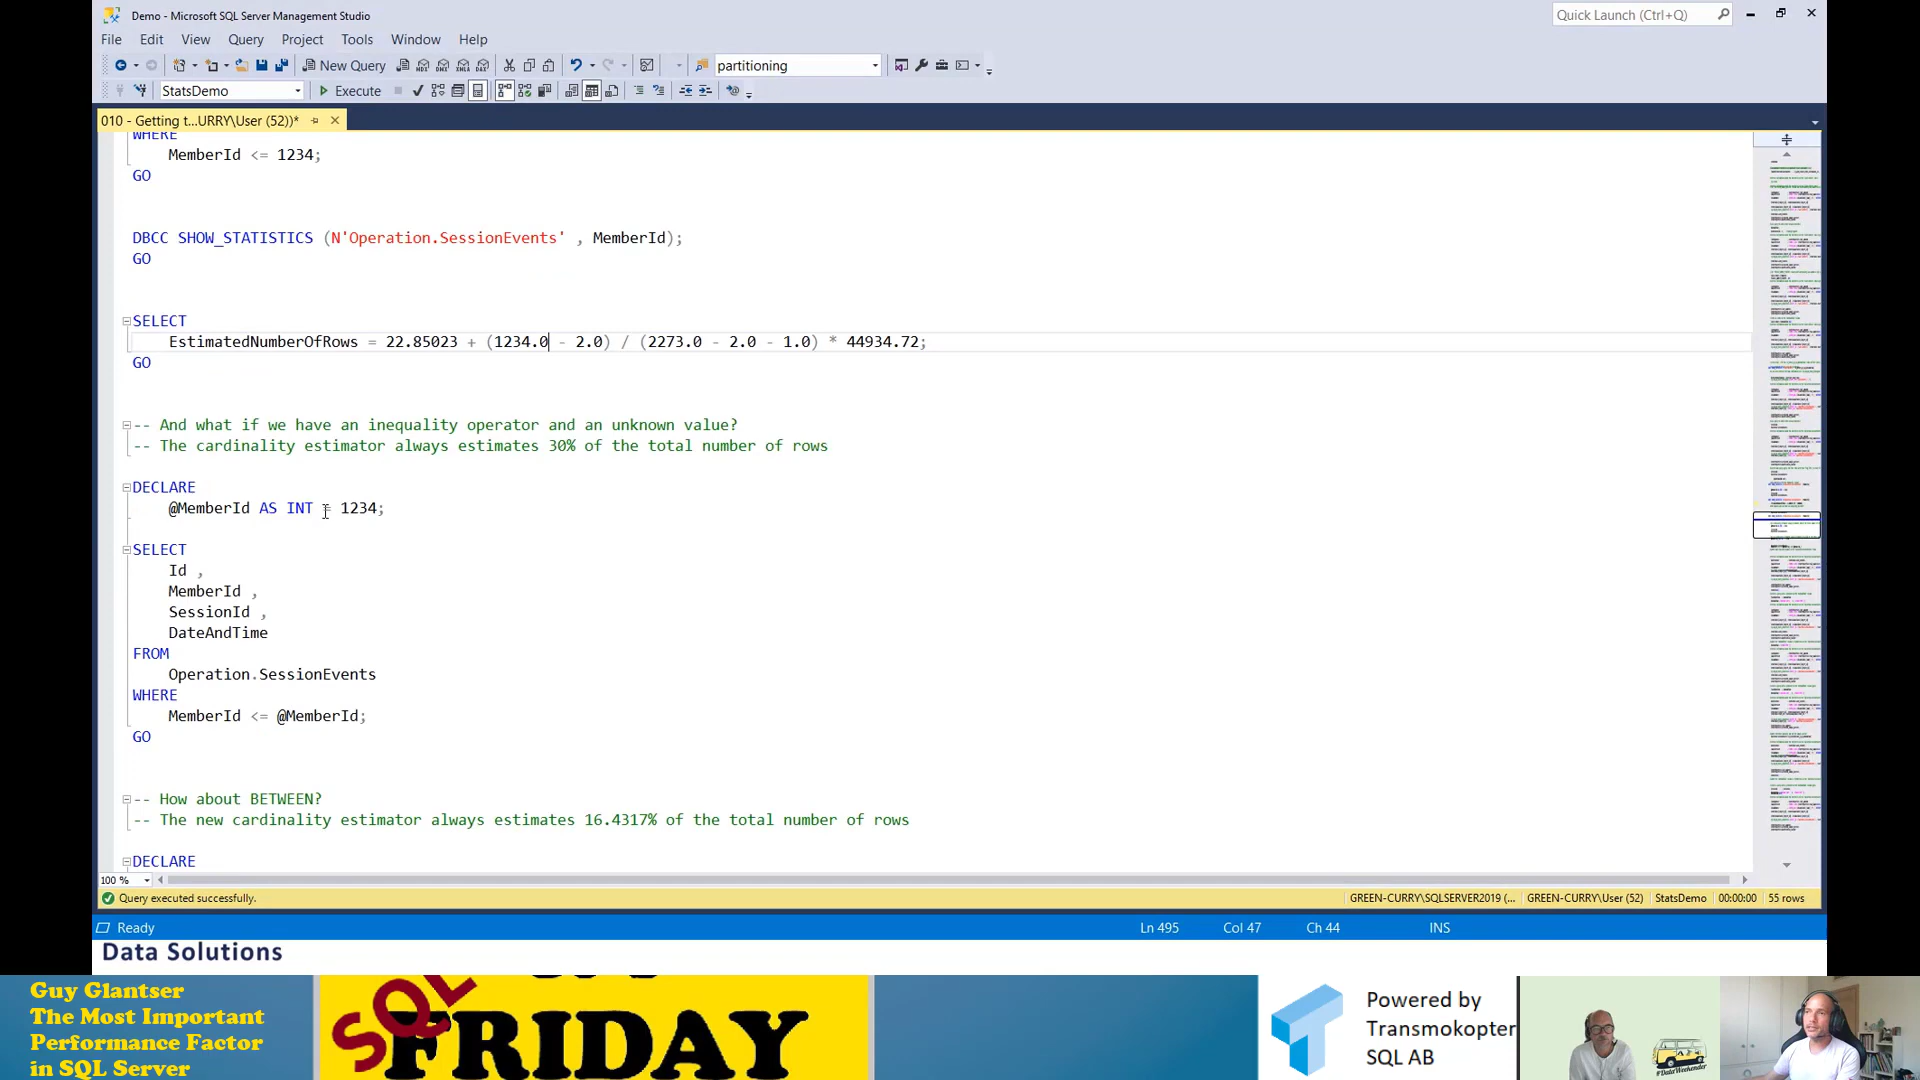 Demo - Microsoft SQL Server Management Studio
Quick Launch (Ctrl+Q)
File Edit View Query Project Tools Window Help
New Query
partitioning
StatsDemo
Execute
010 - Getting t...URRY\User (52))*
WHERE
MemberId <= 1234;
GO
DBCC SHOW_STATISTICS (N'Operation.SessionEvents' , MemberId);
GO
SELECT
EstimatedNumberOfRows = 22.85023 + (1234.0 - 2.0) / (2273.0 - 2.0 - 1.0) * 44934.72;
GO
-- And what if we have an inequality operator and an unknown value?
-- The cardinality estimator always estimates 30% of the total number of rows
DECLARE
@MemberId AS INT = 1234;
SELECT
Id ,
MemberId ,
SessionId ,
DateAndTime
FROM
Operation.SessionEvents
WHERE
MemberId <= @MemberId;
GO
-- How about BETWEEN?
-- The new cardinality estimator always estimates 16.4317% of the total number of rows
DECLARE
100 %
Query executed successfully.
GREEN-CURRY\SQLSERVER2019 (... GREEN-CURRY\User (52) StatsDemo 00:00:00 55 rows
Ready
Ln 495 Col 47 Ch 44 INS
Data Solutions
Guy Glantser
The Most Important
Performance Factor
in SQL Server
SQL
FRIDAY
Powered by
Transmokopter
SQL AB
#DataWeekender